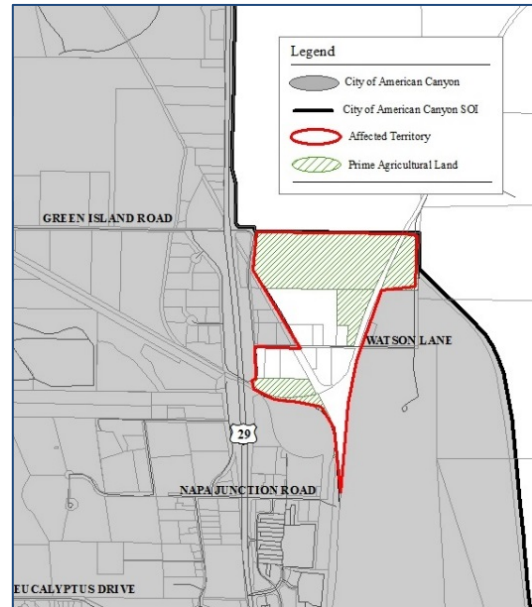 Legend
City of American Canyon
City of American Canyon SOI
Affected Territory
Prime Agricultural Land
GREEN ISLAND ROAD
WATSON LANE
29
NAPA JUNCTION ROAD
EUCALYPTUS DRIVE